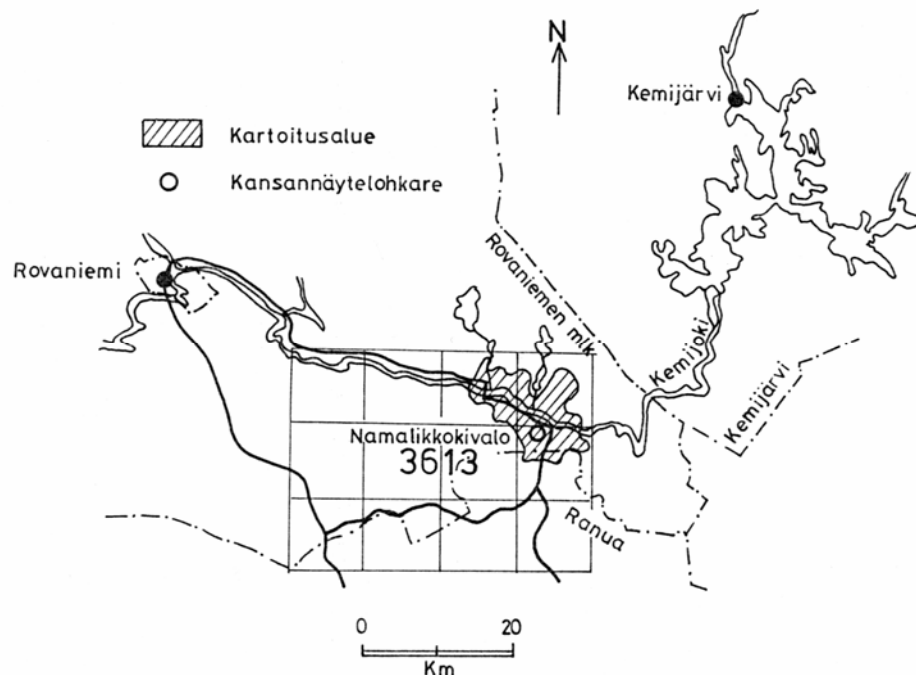 N
Kemijärvi
Kartoitusalue
Kansannäytelohkare
Rovaniemi
Rovaniemen mlk
Kemijoki
Kemijärvi
Namalikkokivalo
3613
Ranua
0 20
Km